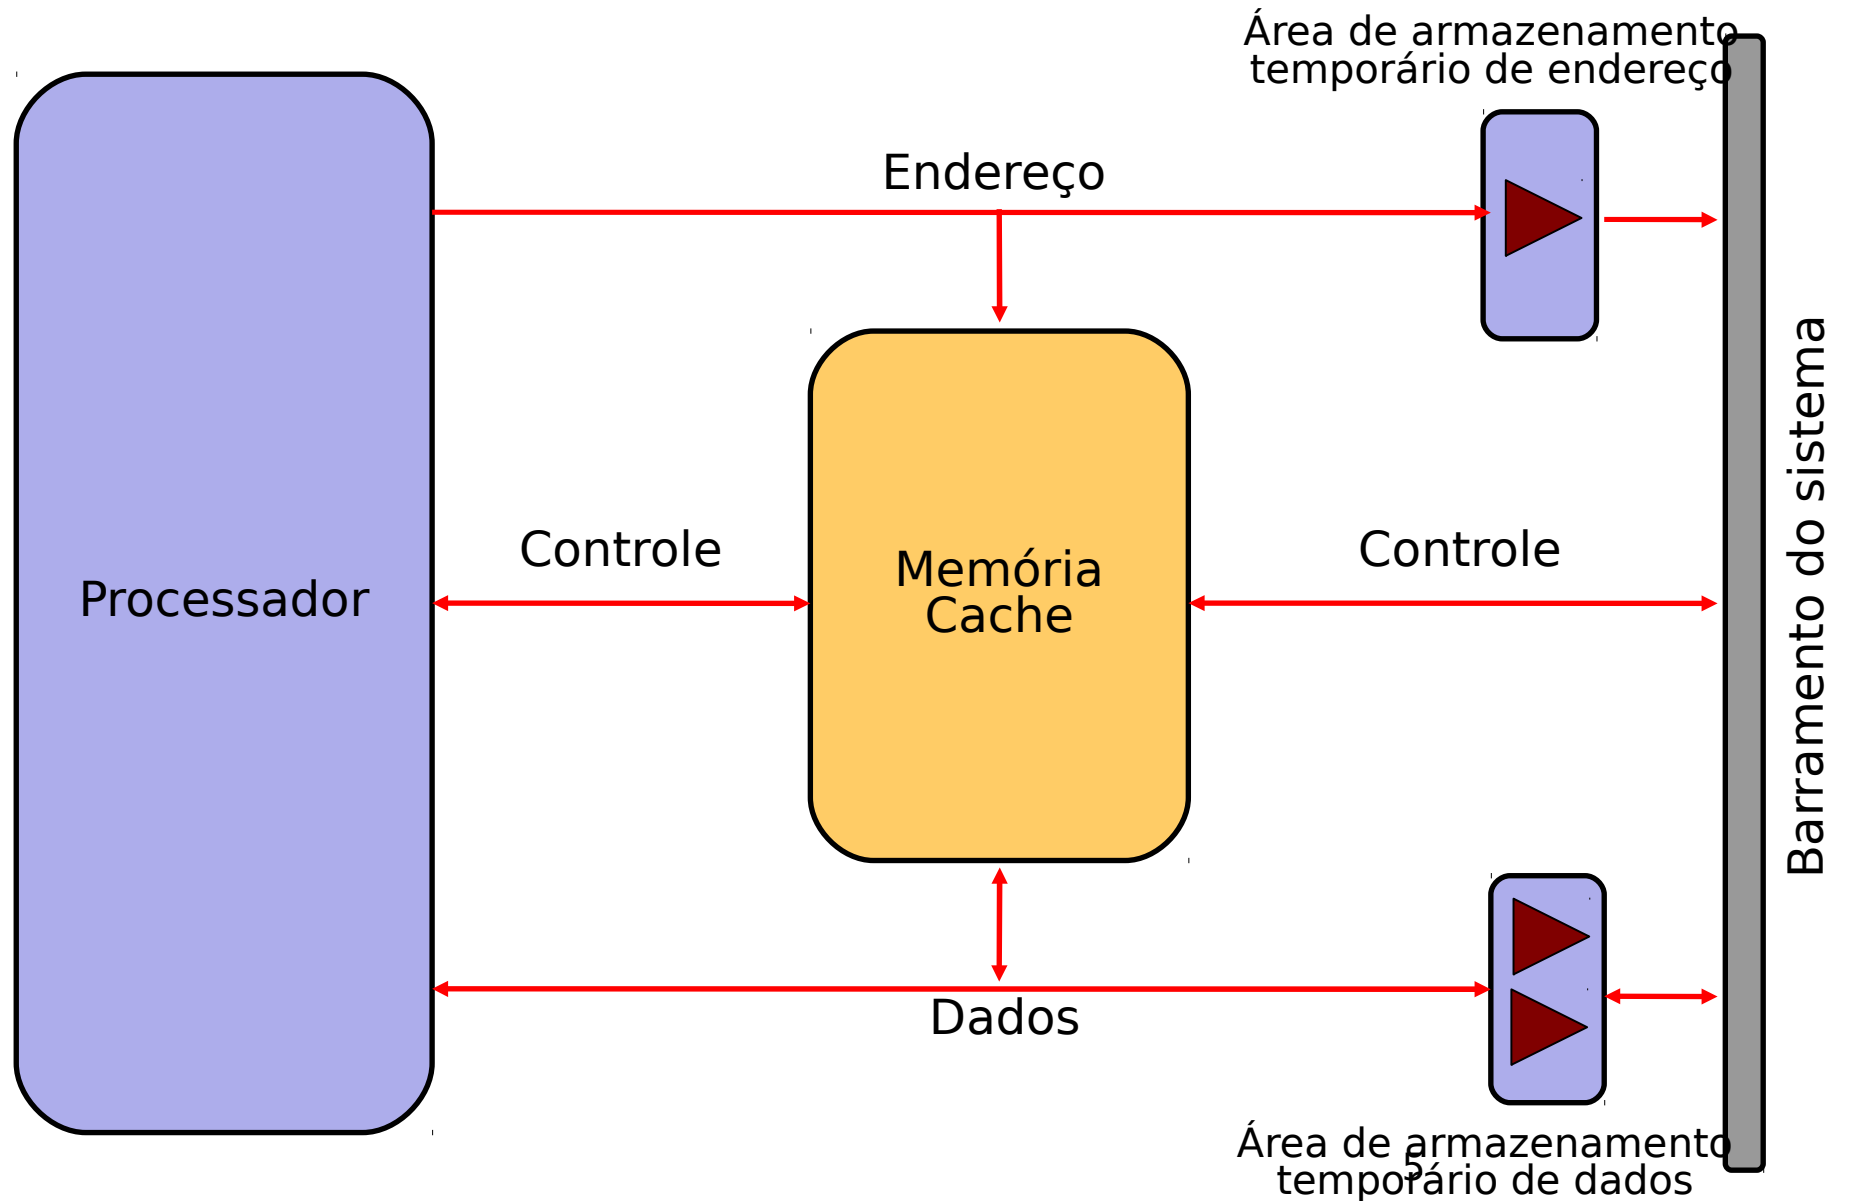 Área de armazenamento
temporário de endereço
Endereço
Controle
Controle
Memória
Cache
Processador
Barramento do sistema
Dados
Área de armazenamento
temporário de dados
5